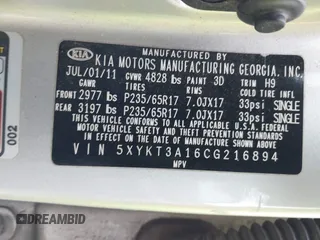 MANUFACTURED BY
KIA KIA MOTORS MANUFACTURING GEORGIA, INC.
JUL/01/11 GVWR 4828 lbs PAINT 3D TRIM H9
GAWR TIRES RIMS COLD TIRE INFL
FRONT 2977 lbs P235/65R17 7.0JX17 33psi SINGLE
REAR 3197 lbs P235/65R17 7.0JX17 33psi SINGLE
THIS VEHICLE CONFORMS TO ALL APPLICABLE FEDERAL
MOTOR VEHICLE SAFETY AND THEFT PREVENTION STANDARDS
IN EFFECT ON THE DATE OF MANUFACTURE SHOWN ABOVE.
VIN 5XYKT3A16CG216894
MPV
002
DREAMBID